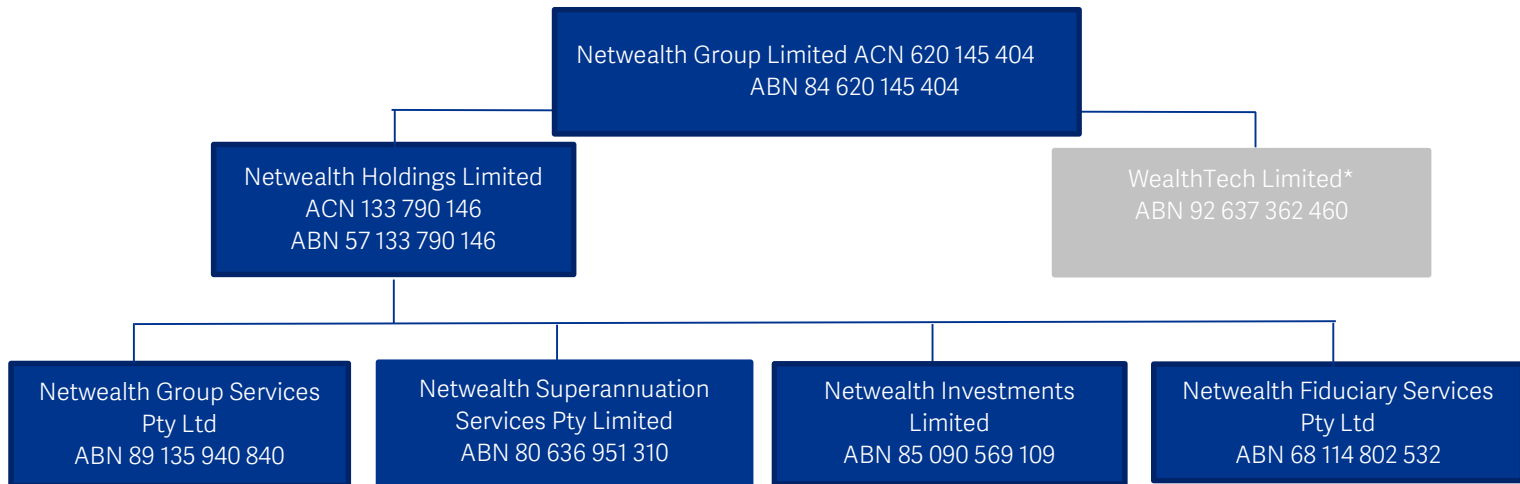 Netwealth Group Limited ACN 620 145 404
ABN 84 620 145 404
Netwealth Holdings Limited
ACN 133 790 146
ABN 57 133 790 146
WealthTech Limited*
ABN 92 637 362 460
Netwealth Group Services
Pty Ltd
ABN 89 135 940 840
Netwealth Superannuation
Services Pty Limited
ABN 80 636 951 310
Netwealth Investments
Limited
ABN 85 090 569 109
Netwealth Fiduciary Services
Pty Ltd
ABN 68 114 802 532